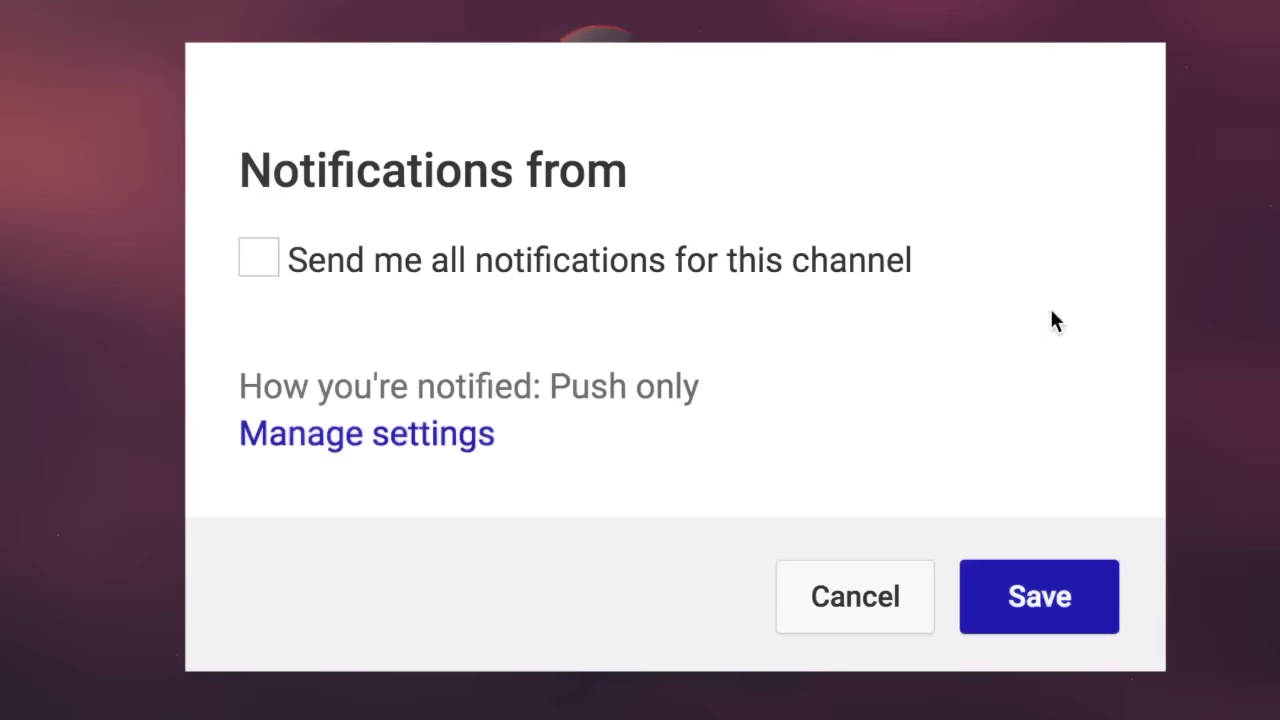 Notifications from
Send me all notifications for this channel
How you're notified: Push only
Manage settings
Cancel Save